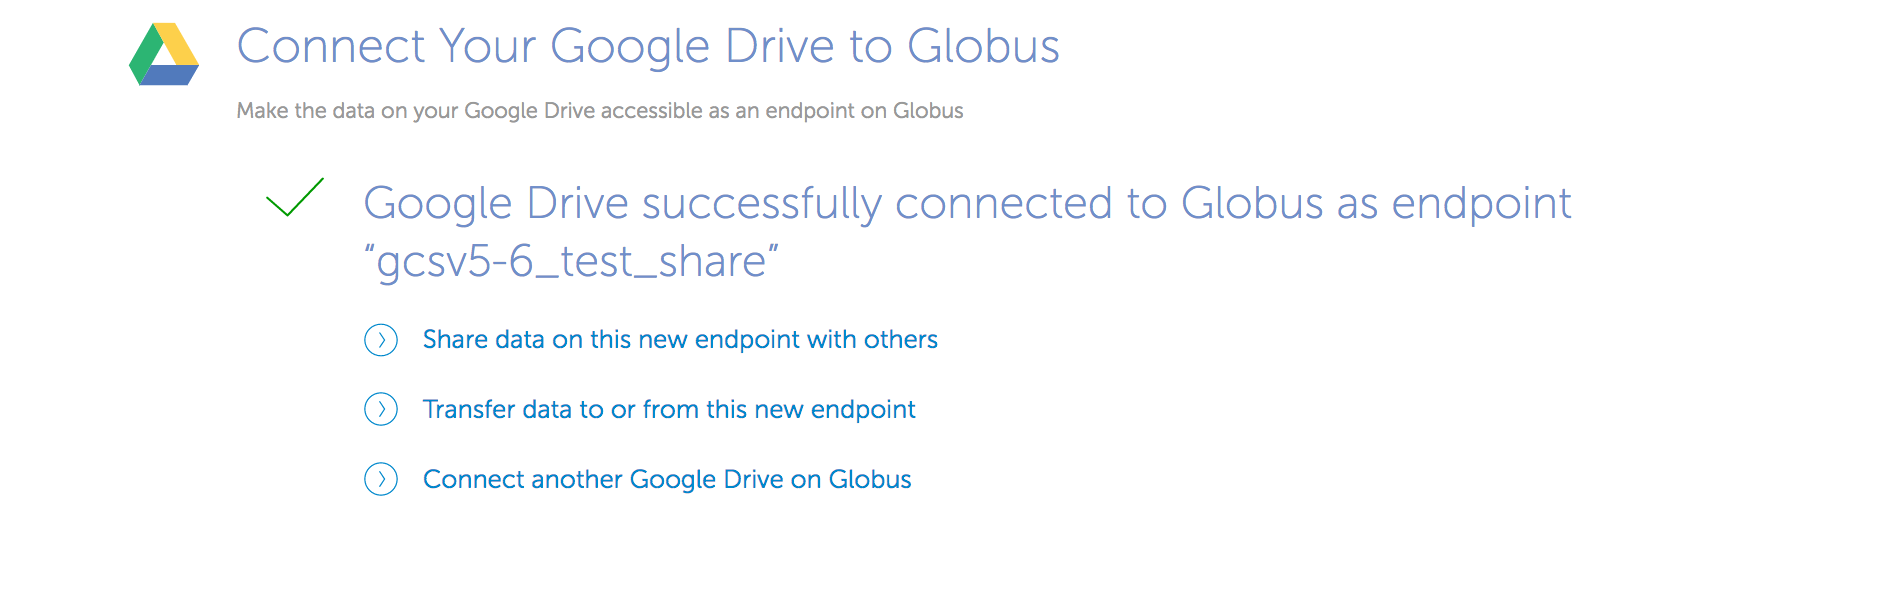 Connect Your Google Drive to Globus
Make the data on your Google Drive accessible as an endpoint on Globus
Google Drive successfully connected to Globus as endpoint
“gcsv5-6_test_share”
Share data on this new endpoint with others
Transfer data to or from this new endpoint
Connect another Google Drive on Globus